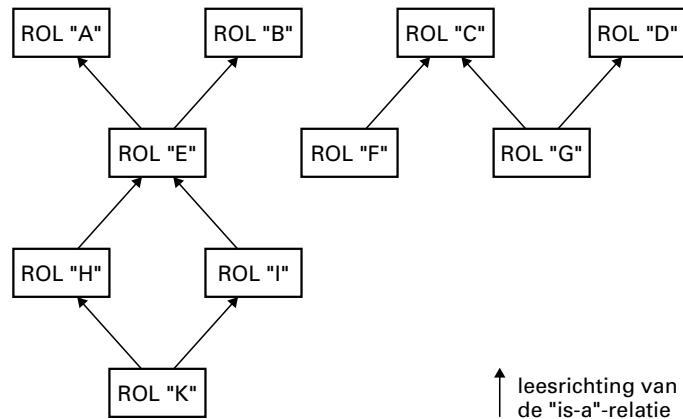 ROL "A"
ROL "B"
ROL "C"
ROL "D"
ROL "E"
ROL "F"
ROL "G"
ROL "H"
ROL "I"
ROL "K"
leesrichting van
de "is-a"-relatie